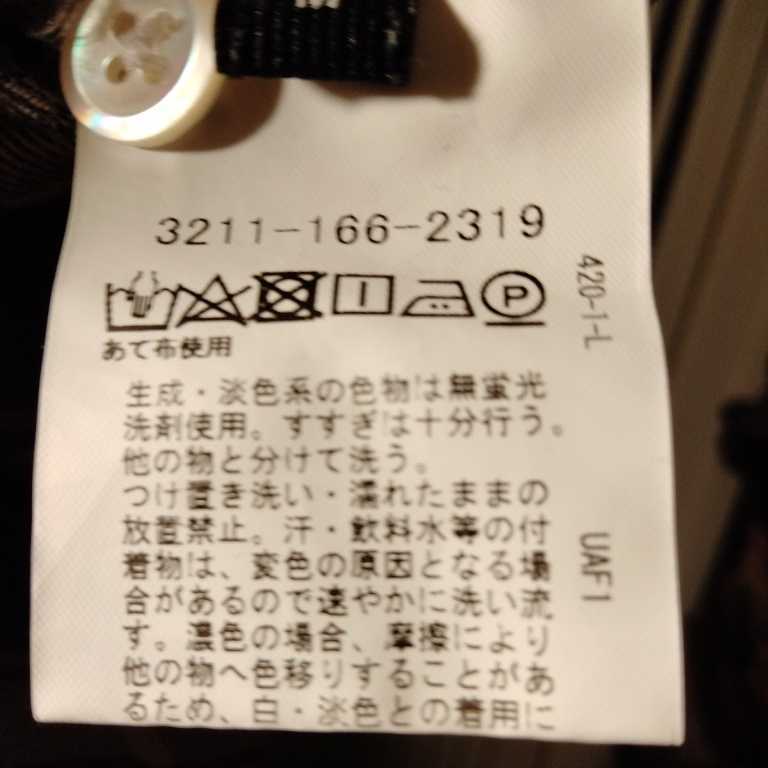 3211-166-2319
420-1-L
P
あて布使用
生成・淡色系の色物は無蛍光
洗剤使用。すすぎは十分行う。
他の物と分けて洗う。
つけ置き洗い・濡れたままの
放置禁止。汗・飲料水等の付
着物は、変色の原因となる場
合があるので速やかに洗い流
す。濃色の場合、摩擦により
他の物へ色移りすることがあ
るため、白・淡色との着用に
UAF1